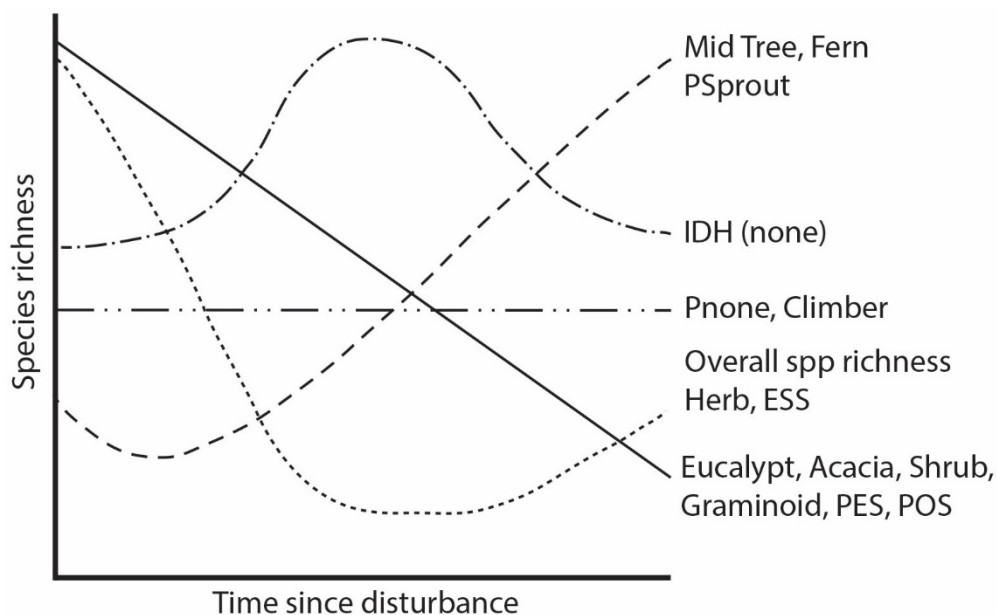 Mid Tree, Fern
PSprout
IDH (none)
Pnone, Climber
Overall spp richness
Herb, ESS
Eucalypt, Acacia, Shrub,
Graminoid, PES, POS
Species richness
Time since disturbance